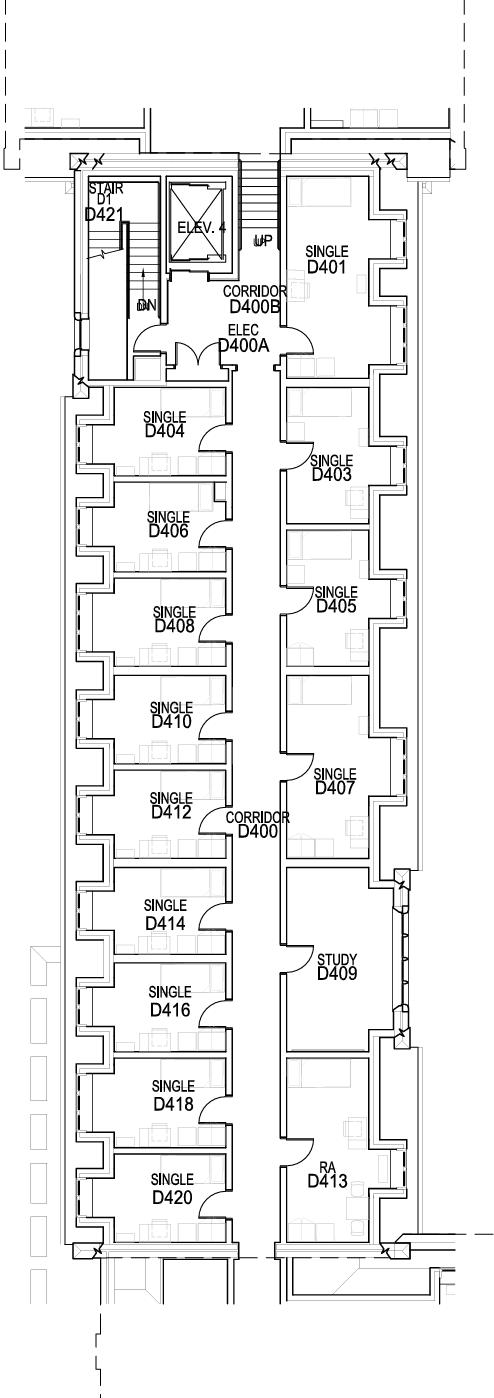 STAIR
D1
D421
ELEV. 4
UP
DN
SINGLE
D401
CORRIDOR
D400B
ELEC
D400A
SINGLE
D404
SINGLE
D403
SINGLE
D406
SINGLE
D405
SINGLE
D408
SINGLE
D410
SINGLE
D407
SINGLE
D412
CORRIDOR
D400
SINGLE
D414
STUDY
D409
SINGLE
D416
SINGLE
D418
RA
D413
SINGLE
D420